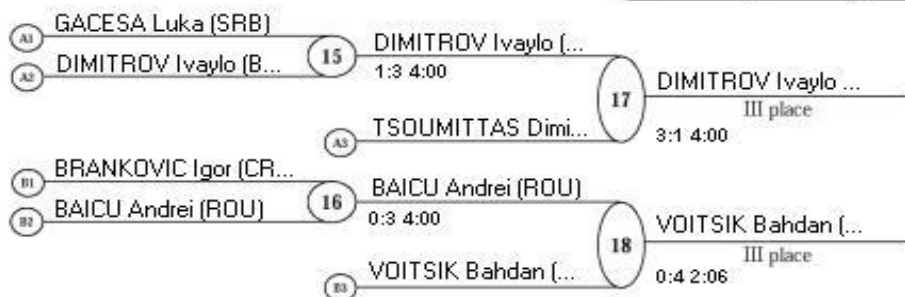 A1 GACESA Luka (SRB)
A2 DIMITROV Ivaylo (B...
15 DIMITROV Ivaylo (...
1:3 4:00
A3 TSOUMITTAS Dimi...
17 DIMITROV Ivaylo ...
III place
3:1 4:00
B1 BRANKOVIC Igor (CR...
B2 BAICU Andrei (ROU)
16 BAICU Andrei (ROU)
0:3 4:00
B3 VOITSIK Bahdan (...
18 VOITSIK Bahdan (...
III place
0:4 2:06